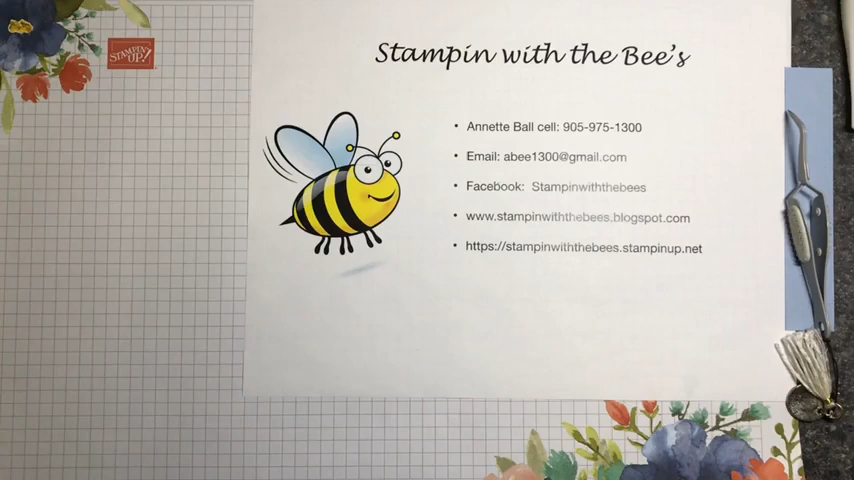 STAMPIN' UP!
Stampin with the Bee's
• Annette Ball cell: 905-975-1300
• Email: abee1300@gmail.com
• Facebook: Stampinwiththebees
• www.stampinwiththebees.blogspot.com
• https://stampinwiththebees.stampinup.net